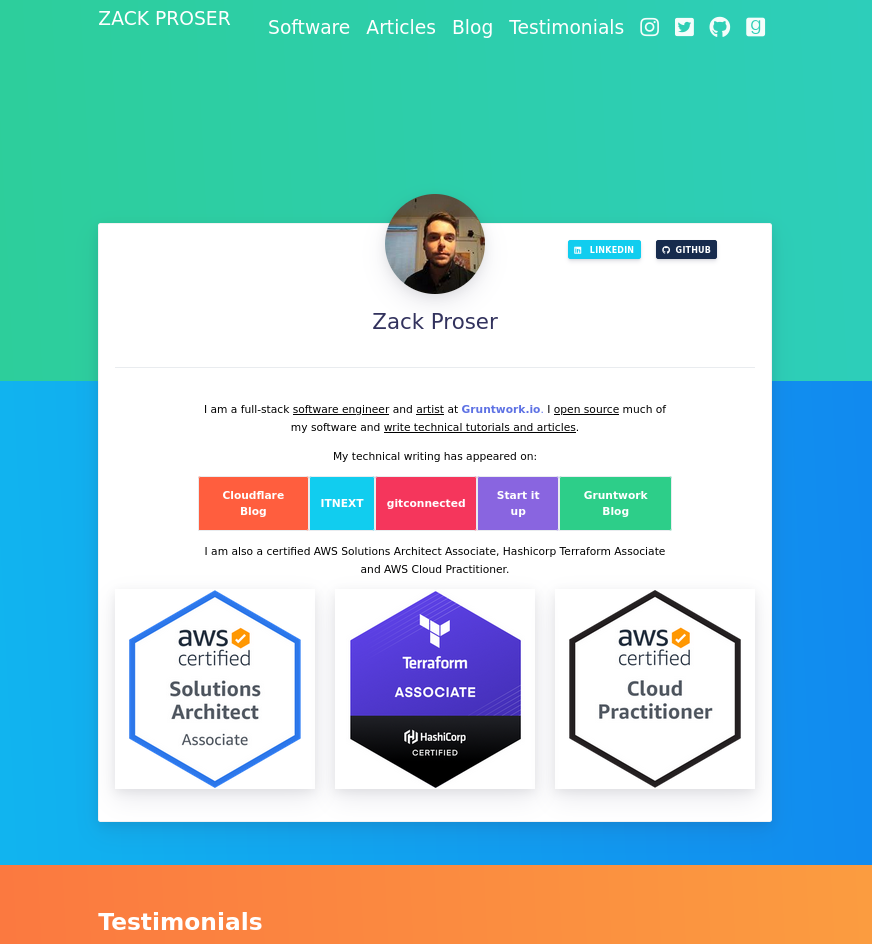 ZACK PROSER
Software Articles Blog Testimonials
LINKEDIN GITHUB
Zack Proser
I am a full-stack software engineer and artist at Gruntwork.io. I open source much of
my software and write technical tutorials and articles.
My technical writing has appeared on:
Cloudflare
Blog
ITNEXT
gitconnected
Start it
up
Gruntwork
Blog
I am also a certified AWS Solutions Architect Associate, Hashicorp Terraform Associate
and AWS Cloud Practitioner.
aws
certified
Solutions
Architect
Associate
Terraform
ASSOCIATE
HashiCorp
CERTIFIED
aws
certified
Cloud
Practitioner
Testimonials